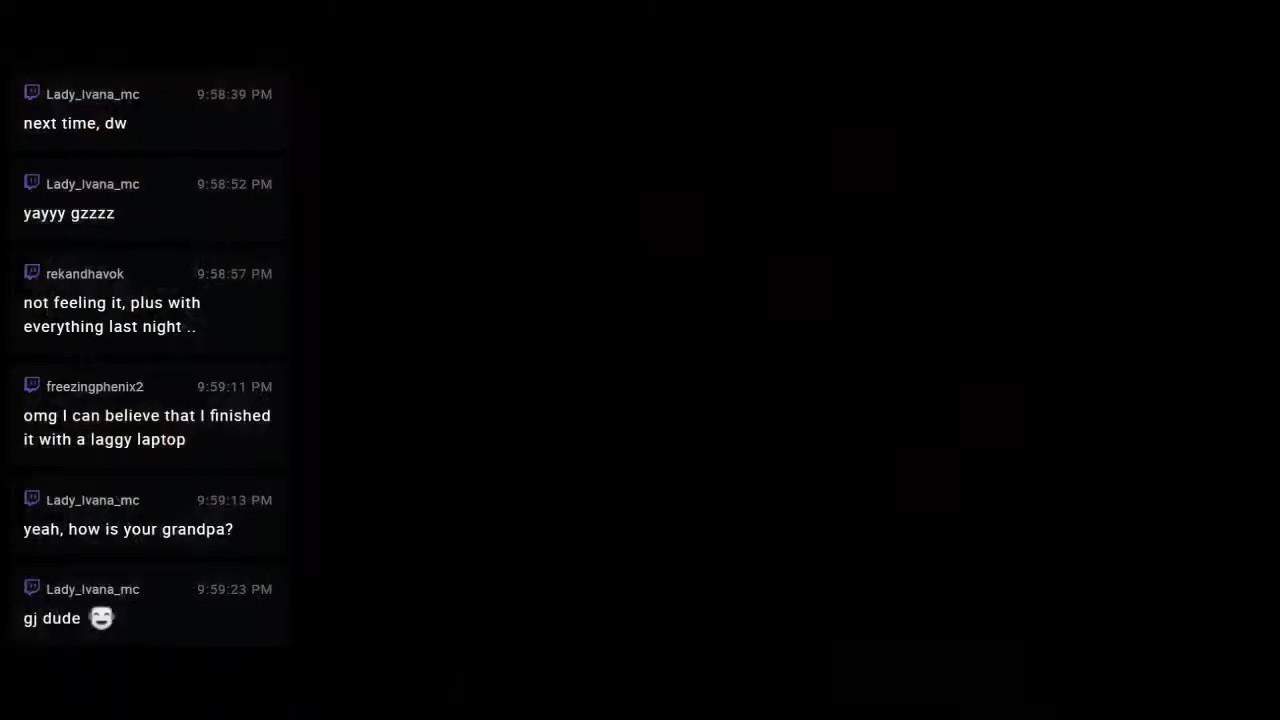 Lady_Ivana_mc 9:58:39 PM
next time, dw
Lady_Ivana_mc 9:58:52 PM
yayyy gzzzz
rekandhavok 9:58:57 PM
not feeling it, plus with
everything last night ..
freezingphenix2 9:59:11 PM
omg I can believe that I finished
it with a laggy laptop
Lady_Ivana_mc 9:59:13 PM
yeah, how is your grandpa?
Lady_Ivana_mc 9:59:23 PM
gj dude